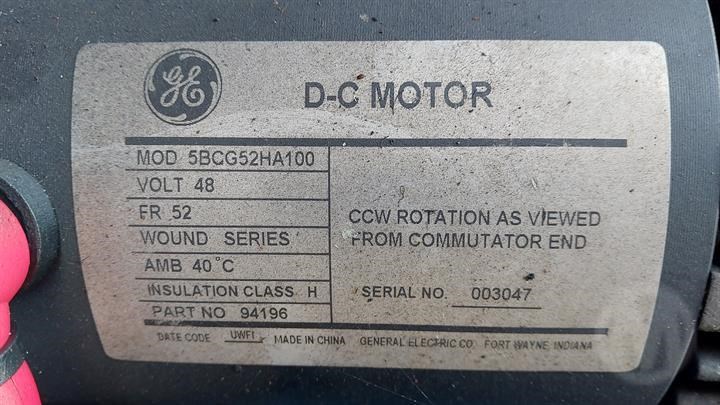 GE
D-C MOTOR
MOD 5BCG52HA100
VOLT 48
FR 52
WOUND SERIES
AMB 40°C
INSULATION CLASS H
PART NO 94196
CCW ROTATION AS VIEWED
FROM COMMUTATOR END
SERIAL NO. 003047
DATE CODE UWFI MADE IN CHINA GENERAL ELECTRIC CO. FORT WAYNE, INDIANA